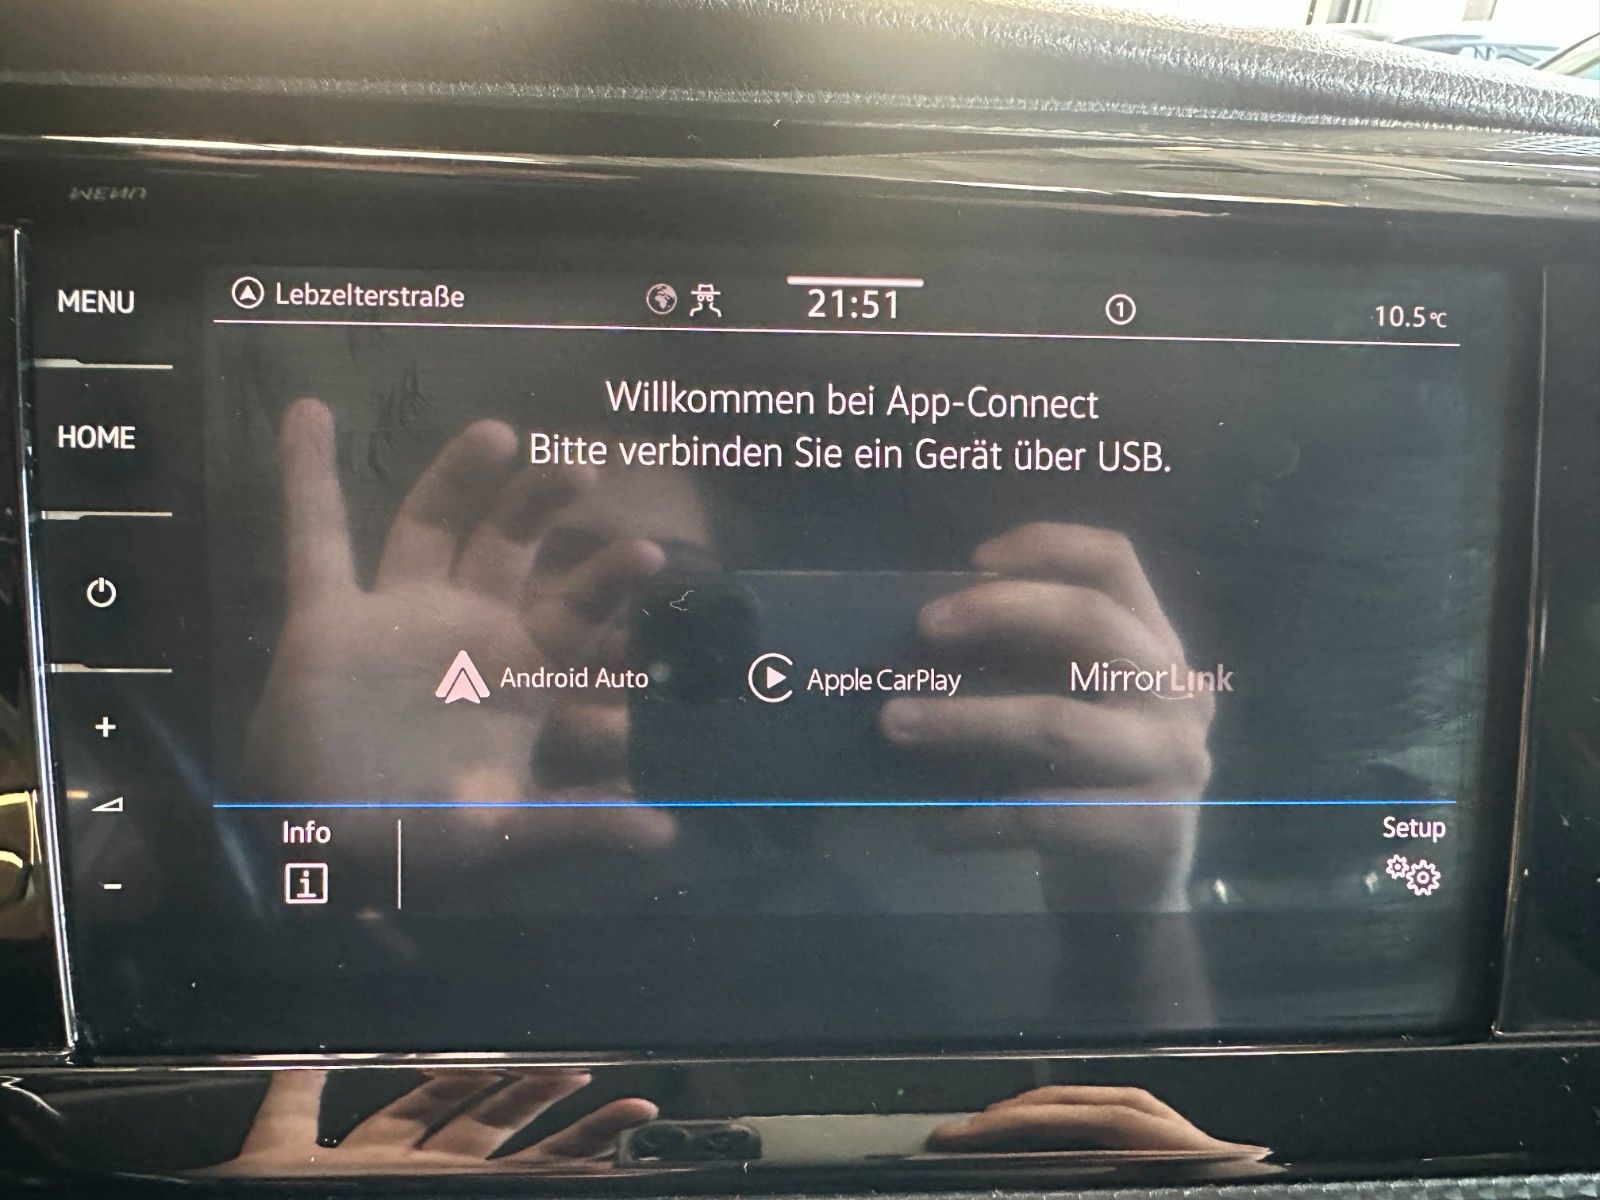 MENU
Lebzelterstraße
21:51
1
10.5°C
Willkommen bei App-Connect
Bitte verbinden Sie ein Gerät über USB.
HOME
Android Auto
Apple CarPlay
MirrorLink
+
-
Info
i
Setup